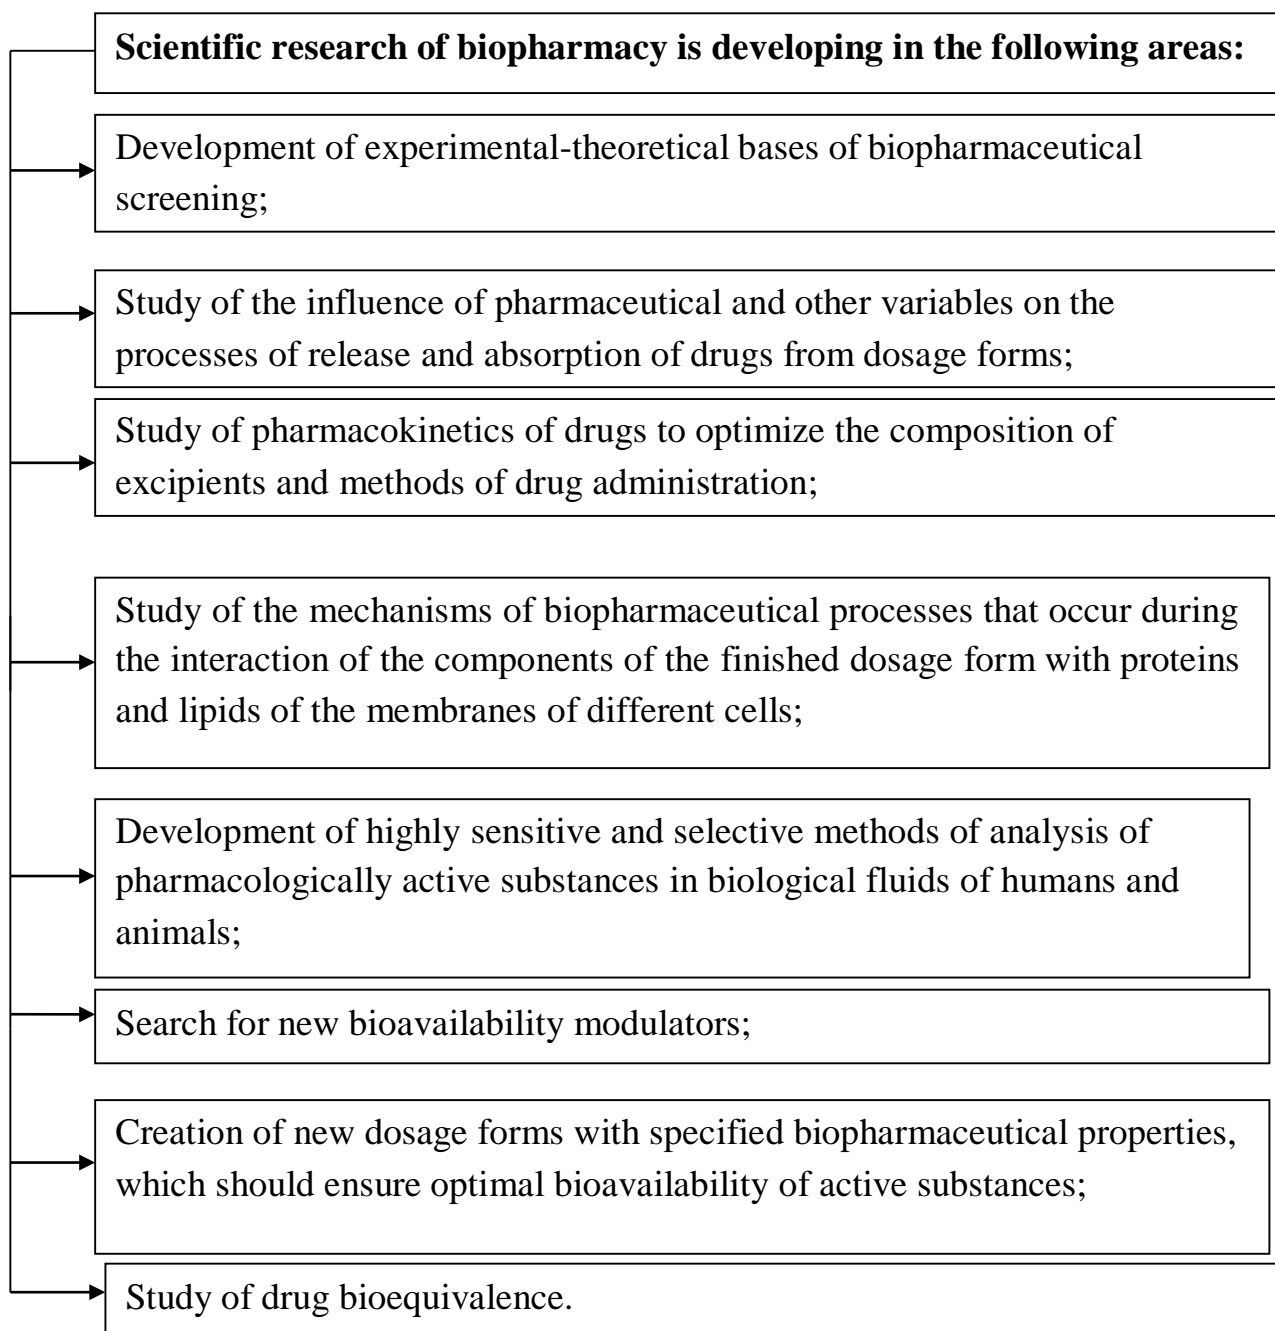 Scientific research of biopharmacy is developing in the following areas:
Development of experimental-theoretical bases of biopharmaceutical
screening;
Study of the influence of pharmaceutical and other variables on the
processes of release and absorption of drugs from dosage forms;
Study of pharmacokinetics of drugs to optimize the composition of
excipients and methods of drug administration;
Study of the mechanisms of biopharmaceutical processes that occur during
the interaction of the components of the finished dosage form with proteins
and lipids of the membranes of different cells;
Development of highly sensitive and selective methods of analysis of
pharmacologically active substances in biological fluids of humans and
animals;
Search for new bioavailability modulators;
Creation of new dosage forms with specified biopharmaceutical properties,
which should ensure optimal bioavailability of active substances;
Study of drug bioequivalence.